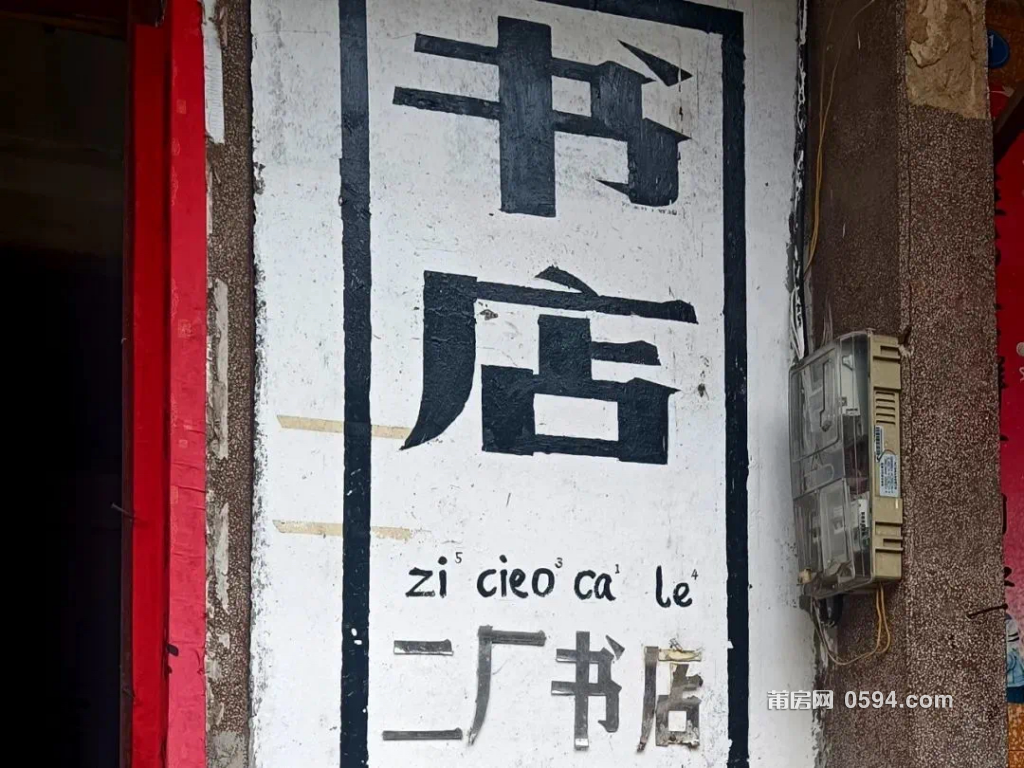 书
店
zi⁵ cieo³ ca¹ le⁴
二厂书店
莆房网 0594.com